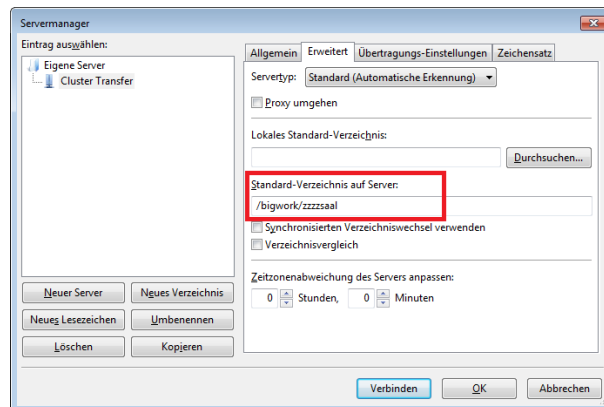 Servermanager
Eintrag auswählen:
Eigene Server
Cluster Transfer
Neuer Server
Neues Verzeichnis
Neues Lesezeichen
Umbenennen
Löschen
Kopieren
Allgemein
Erweitert
Übertragungs-Einstellungen
Zeichensatz
Servertyp:
Standard (Automatische Erkennung)
Proxy umgehen
Lokales Standard-Verzeichnis:
Durchsuchen...
Standard-Verzeichnis auf Server:
/bigwork/zzzzsaal
Synchronisierten Verzeichniswechsel verwenden
Verzeichnisvergleich
Zeitzonenabweichung des Servers anpassen:
0 Stunden, 0 Minuten
Verbinden
OK
Abbrechen